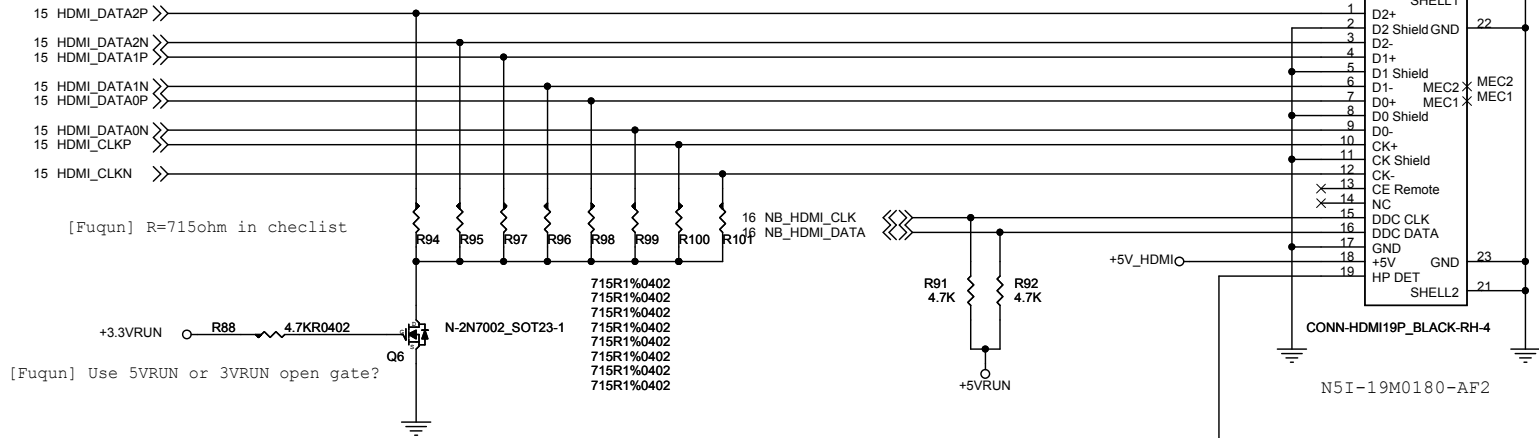 SHELL1
15 HDMI_DATA2P
1 D2+
2 D2 Shield GND 22
15 HDMI_DATA2N
3 D2-
15 HDMI_DATA1P
4 D1+
5 D1 Shield
15 HDMI_DATA1N
6 D1- MEC2 MEC2
15 HDMI_DATA0P
7 D0+ MEC1 MEC1
8 D0 Shield
15 HDMI_DATA0N
9 D0-
15 HDMI_CLKP
10 CK+
11 CK Shield
15 HDMI_CLKN
12 CK-
13 CE Remote
14 NC
16 NB_HDMI_CLK
15 DDC CLK
[Fuqun] R=715ohm in checlist
16 NB_HDMI_DATA
16 DDC DATA
R94 R95 R97 R96 R98 R99 R100 R101
17 GND
+5V_HDMI
18 +5V GND 23
19 HP DET
SHELL2 21
R91 R92
4.7K 4.7K
715R1%0402
715R1%0402
715R1%0402
715R1%0402
715R1%0402
715R1%0402
715R1%0402
715R1%0402
+3.3VRUN R88 4.7KR0402
G D S
N-2N7002_SOT23-1
Q6
CONN-HDMI19P_BLACK-RH-4
[Fuqun] Use 5VRUN or 3VRUN open gate?
+5VRUN
N5I-19M0180-AF2